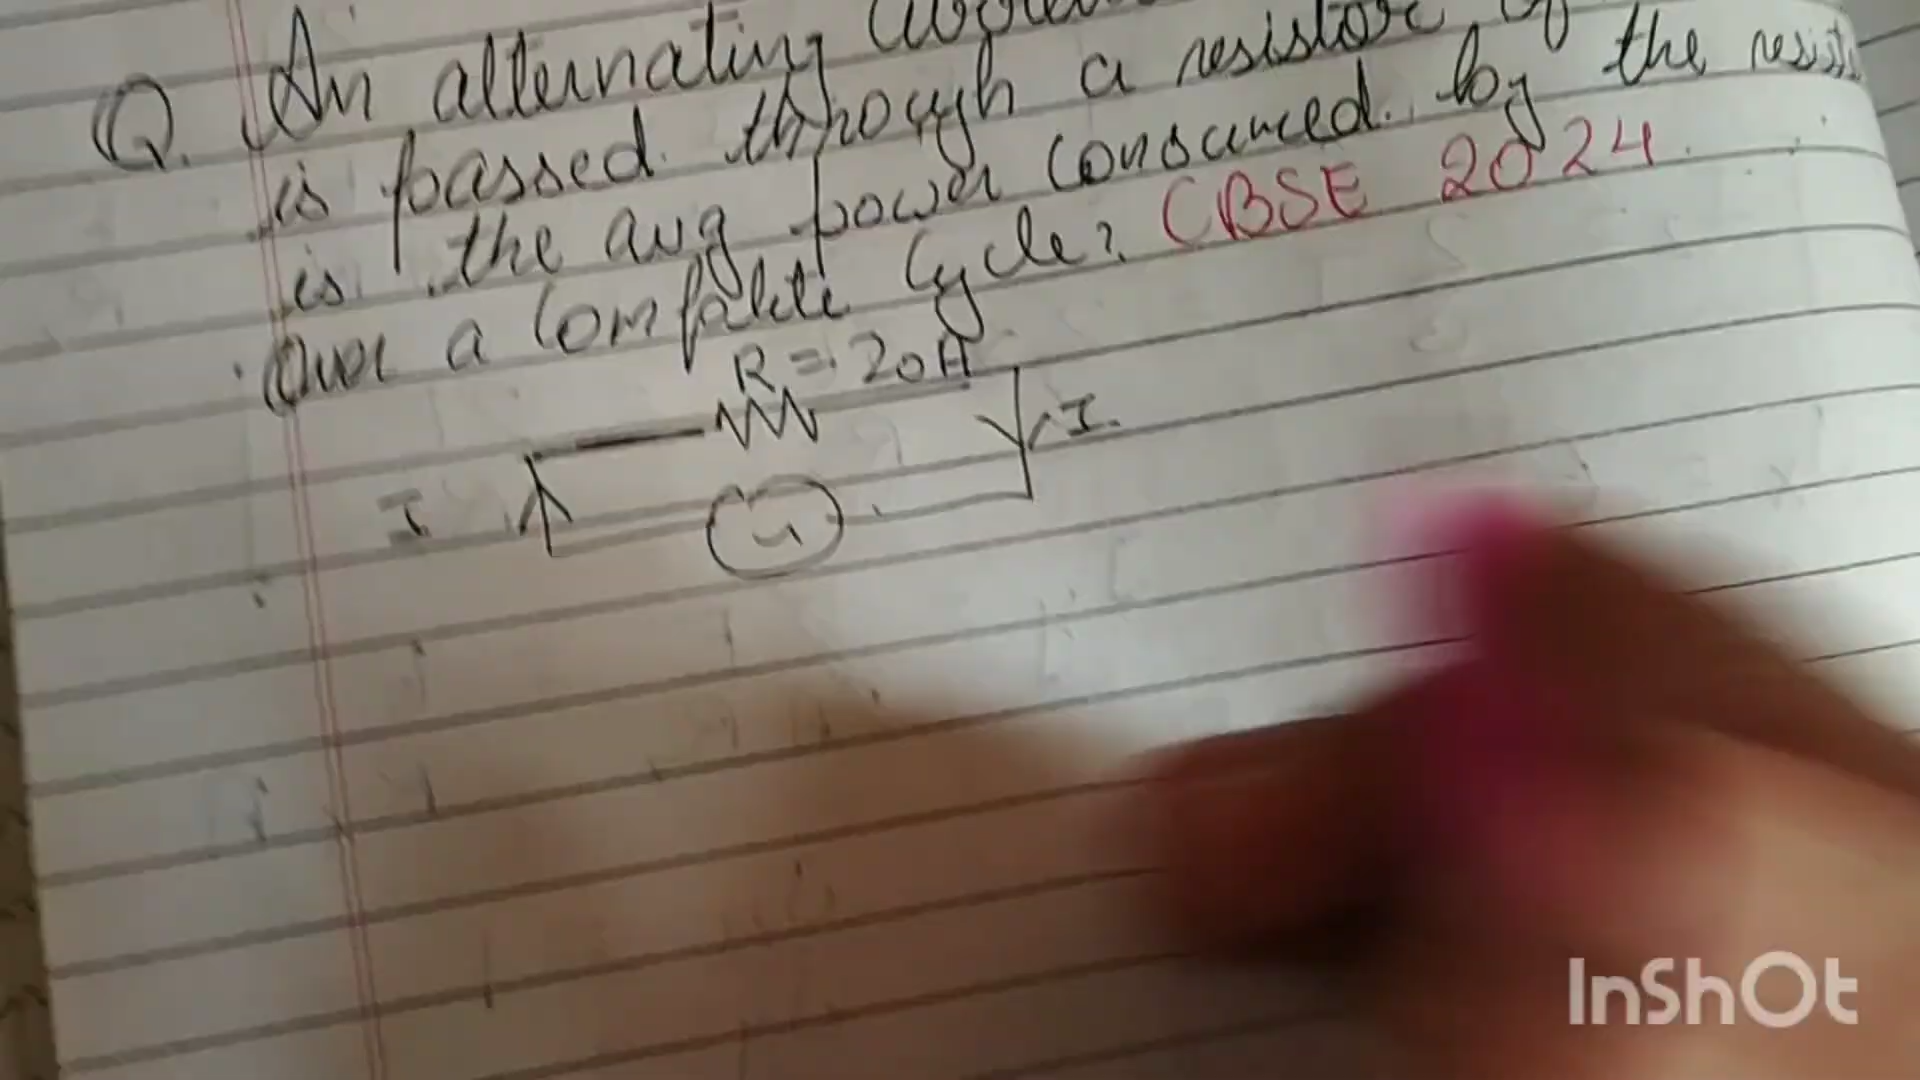 Q. An alternating
is passed through a resistor of
is the avg power consumed by the
over a complete cycle? CBSE 2024
R = 20 A
I
I
InShOt